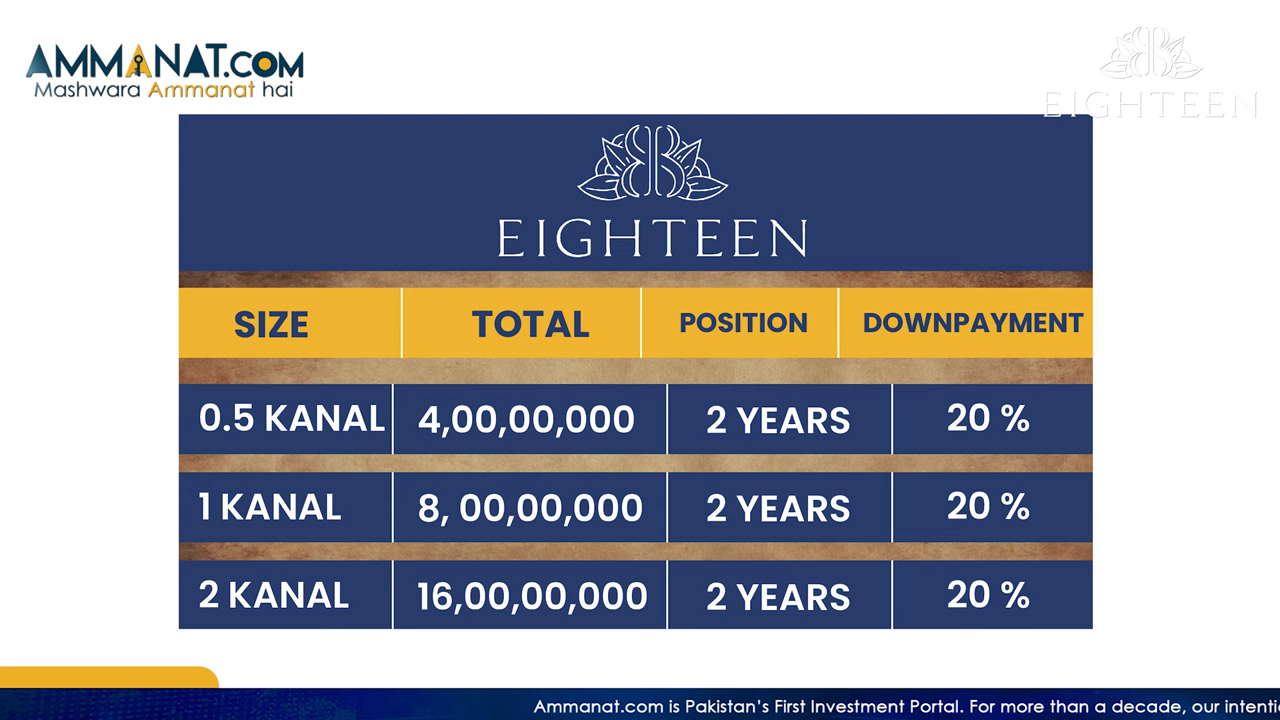 AMMANAT.COM
Mashwara Ammanat hai
EIGHTEEN
EIGHTEEN
SIZE TOTAL POSITION DOWNPAYMENT
0.5 KANAL 4,00,00,000 2 YEARS 20 %
1 KANAL 8, 00,00,000 2 YEARS 20 %
2 KANAL 16,00,00,000 2 YEARS 20 %
Ammanat.com is Pakistan's First Investment Portal. For more than a decade, our intenti